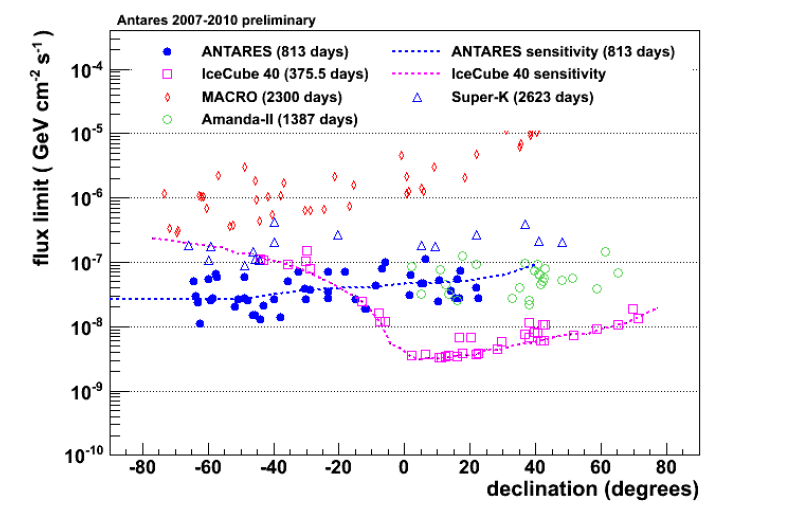 Antares 2007-2010 preliminary
ANTARES (813 days)
ANTARES sensitivity (813 days)
IceCube 40 (375.5 days)
IceCube 40 sensitivity
MACRO (2300 days)
Super-K (2623 days)
Amanda-II (1387 days)
flux limit ( GeV cm⁻² s⁻¹ )
10⁻⁴
10⁻⁵
10⁻⁶
10⁻⁷
10⁻⁸
10⁻⁹
10⁻¹⁰
-80 -60 -40 -20 0 20 40 60 80
declination (degrees)